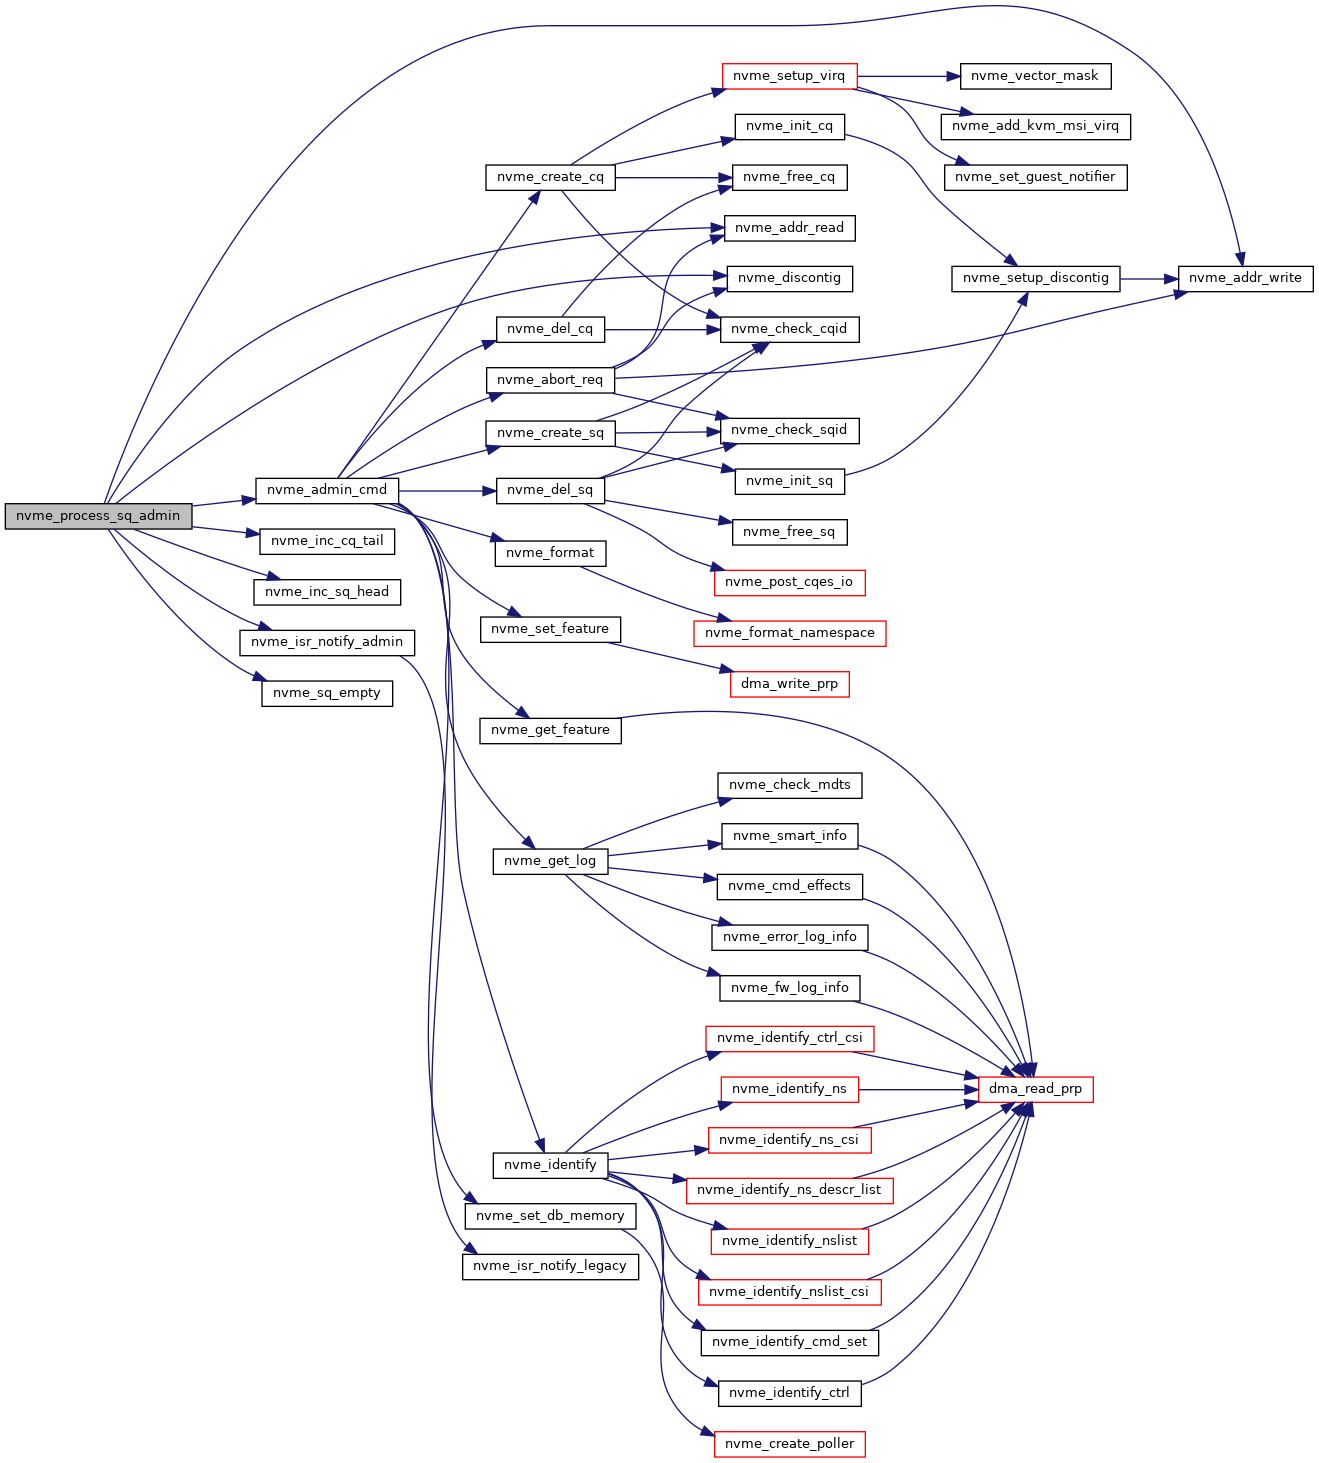 nvme_setup_virq
nvme_vector_mask
nvme_init_cq
nvme_add_kvm_msi_virq
nvme_create_cq
nvme_free_cq
nvme_set_guest_notifier
nvme_addr_read
nvme_discontig
nvme_setup_discontig
nvme_addr_write
nvme_del_cq
nvme_check_cqid
nvme_abort_req
nvme_create_sq
nvme_check_sqid
nvme_admin_cmd
nvme_del_sq
nvme_init_sq
nvme_process_sq_admin
nvme_inc_cq_tail
nvme_free_sq
nvme_format
nvme_post_cqes_io
nvme_inc_sq_head
nvme_isr_notify_admin
nvme_set_feature
nvme_format_namespace
nvme_sq_empty
dma_write_prp
nvme_get_feature
nvme_check_mdts
nvme_smart_info
nvme_get_log
nvme_cmd_effects
nvme_error_log_info
nvme_fw_log_info
nvme_identify_ctrl_csi
nvme_identify_ns
dma_read_prp
nvme_identify_ns_csi
nvme_identify
nvme_identify_ns_descr_list
nvme_set_db_memory
nvme_identify_nslist
nvme_isr_notify_legacy
nvme_identify_nslist_csi
nvme_identify_cmd_set
nvme_identify_ctrl
nvme_create_poller